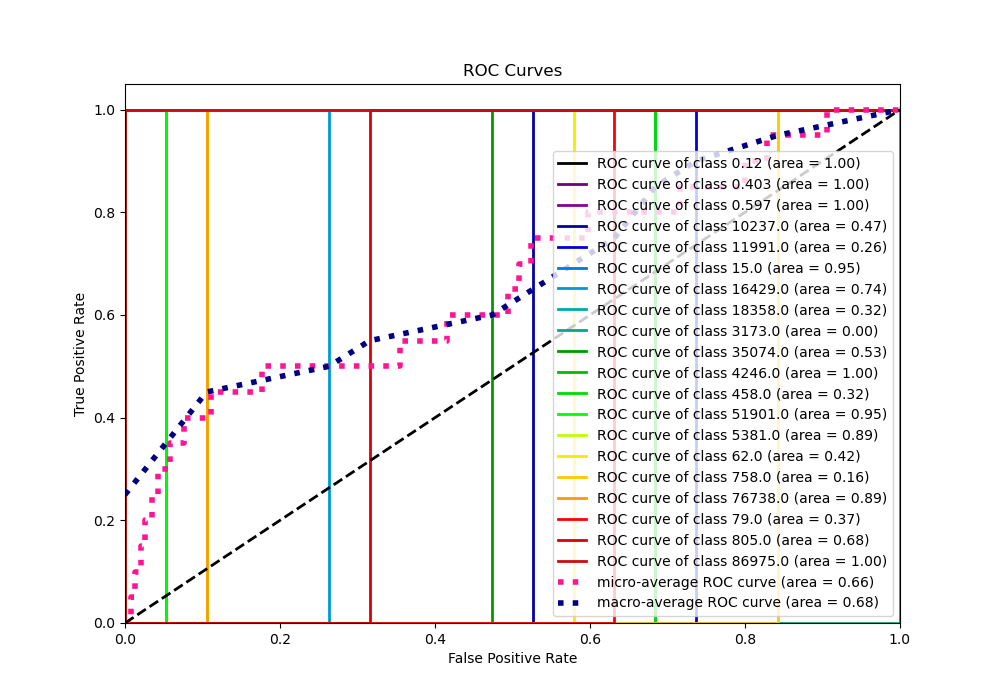 ROC Curves
True Positive Rate
1.0
0.8
0.6
0.4
0.2
0.0
ROC curve of class 0.12 (area = 1.00)
ROC curve of class 0.403 (area = 1.00)
ROC curve of class 0.597 (area = 1.00)
ROC curve of class 10237.0 (area = 0.47)
ROC curve of class 11991.0 (area = 0.26)
ROC curve of class 15.0 (area = 0.95)
ROC curve of class 16429.0 (area = 0.74)
ROC curve of class 18358.0 (area = 0.32)
ROC curve of class 3173.0 (area = 0.00)
ROC curve of class 35074.0 (area = 0.53)
ROC curve of class 4246.0 (area = 1.00)
ROC curve of class 458.0 (area = 0.32)
ROC curve of class 51901.0 (area = 0.95)
ROC curve of class 5381.0 (area = 0.89)
ROC curve of class 62.0 (area = 0.42)
ROC curve of class 758.0 (area = 0.16)
ROC curve of class 76738.0 (area = 0.89)
ROC curve of class 79.0 (area = 0.37)
ROC curve of class 805.0 (area = 0.68)
ROC curve of class 86975.0 (area = 1.00)
micro-average ROC curve (area = 0.66)
macro-average ROC curve (area = 0.68)
0.0 0.2 0.4 0.6 0.8 1.0
False Positive Rate